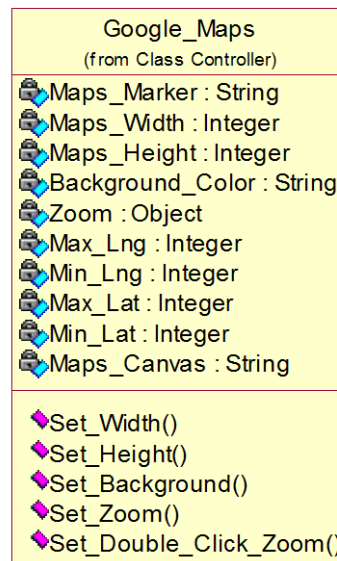 Google_Maps
(from Class Controller)
Maps_Marker : String
Maps_Width : Integer
Maps_Height : Integer
Background_Color : String
Zoom : Object
Max_Lng : Integer
Min_Lng : Integer
Max_Lat : Integer
Min_Lat : Integer
Maps_Canvas : String
Set_Width()
Set_Height()
Set_Background()
Set_Zoom()
Set_Double_Click_Zoom()